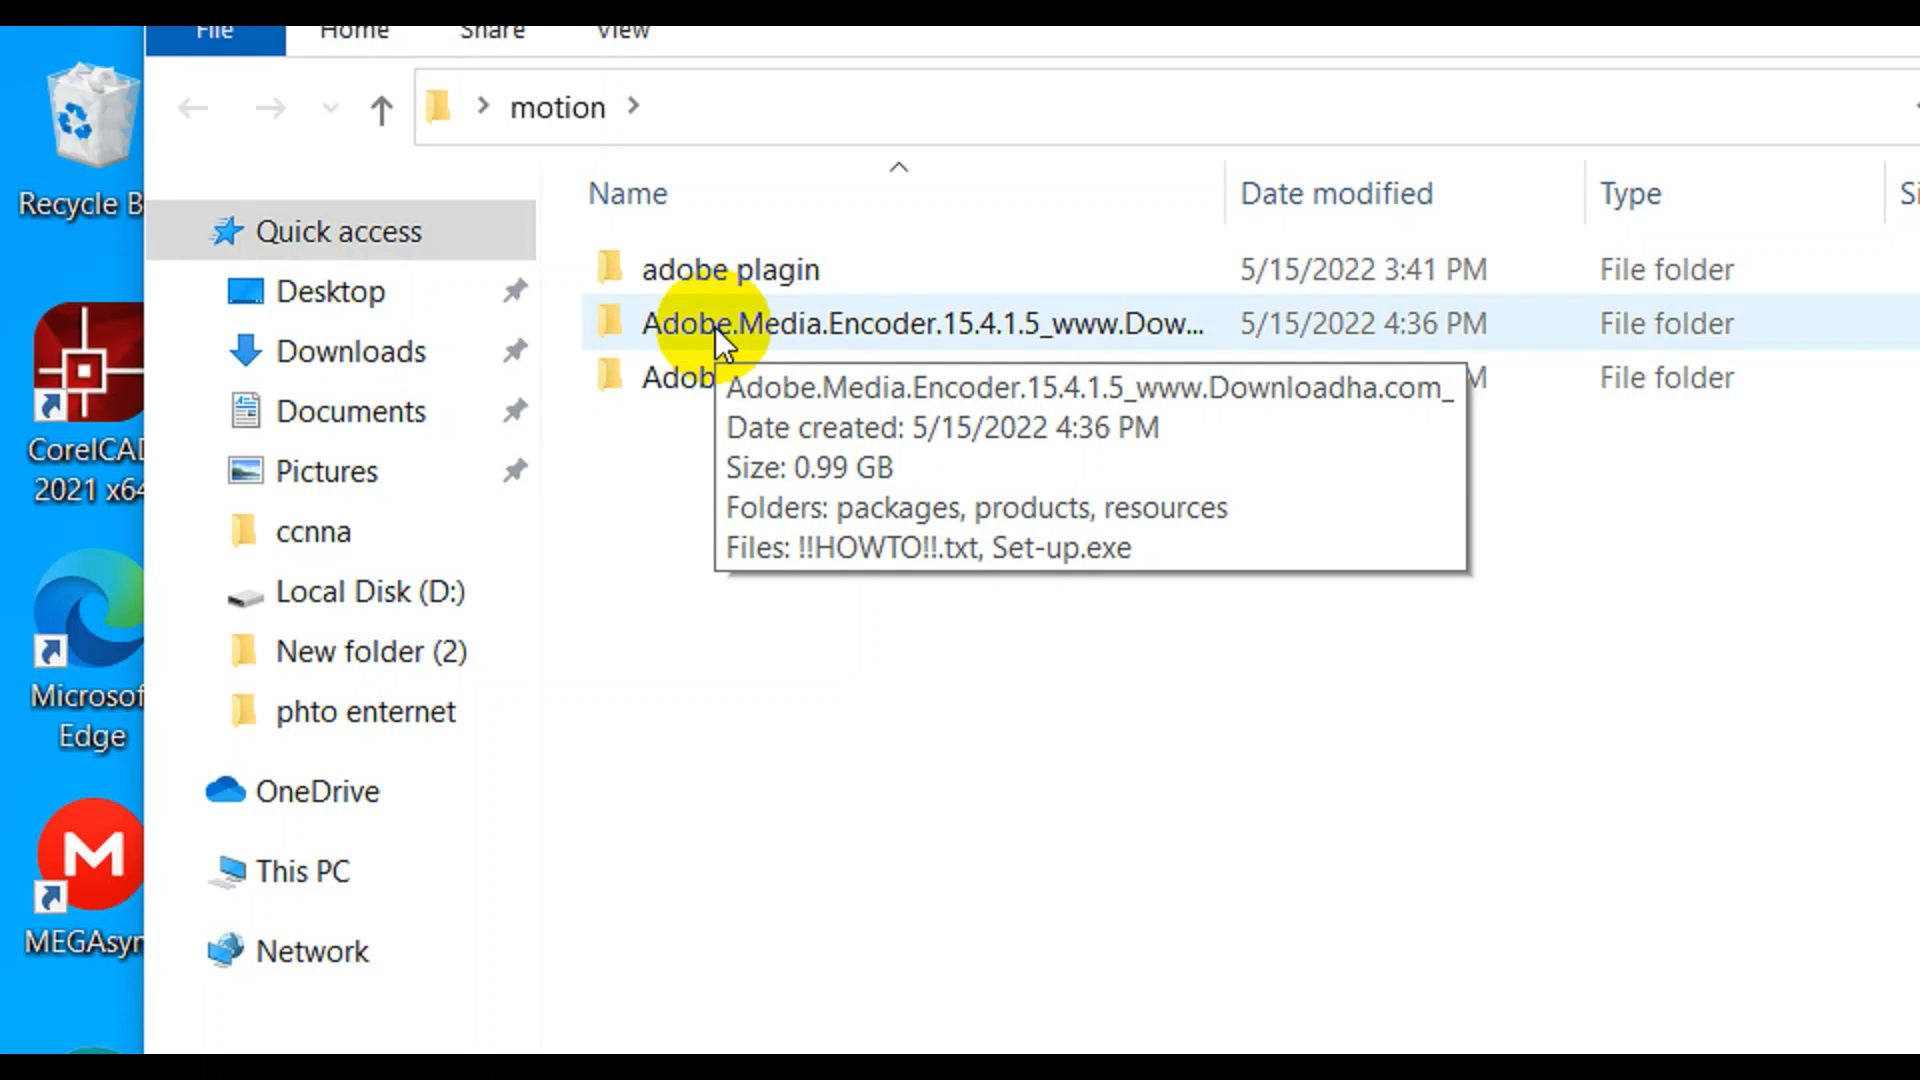 File Home Share View
motion
Name Date modified Type
Recycle B
Quick access
adobe plagin 5/15/2022 3:41 PM File folder
Desktop
Adobe.Media.Encoder.15.4.1.5_www.Dow... 5/15/2022 4:36 PM File folder
Downloads
Adob M File folder
Adobe.Media.Encoder.15.4.1.5_www.Downloadha.com_
Date created: 5/15/2022 4:36 PM
Size: 0.99 GB
Folders: packages, products, resources
Files: !!HOWTO!!.txt, Set-up.exe
Documents
CorelCAD
2021 x64
Pictures
ccnna
Local Disk (D:)
New folder (2)
Microsof
Edge
phto enternet
OneDrive
This PC
M
MEGAsyn
Network